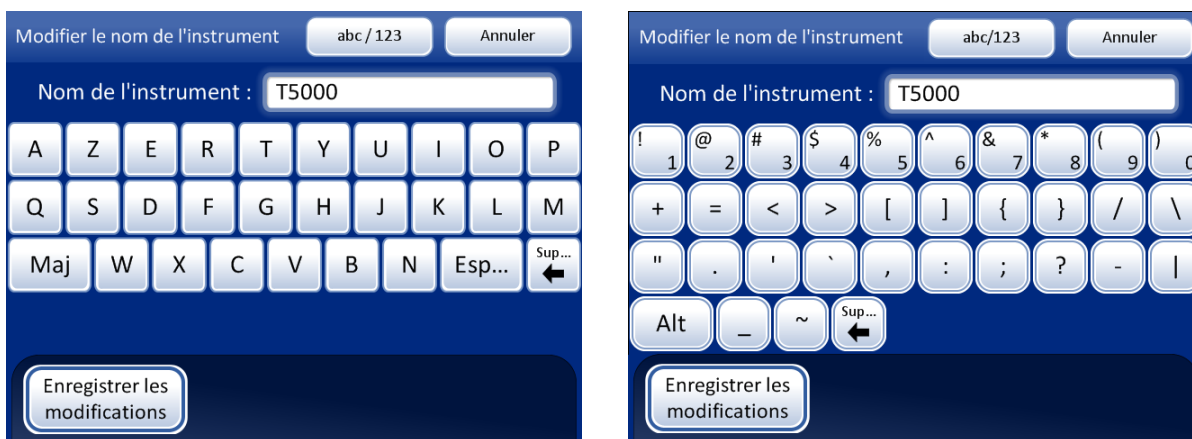 Modifier le nom de l'instrument abc / 123 Annuler
Nom de l'instrument : T5000
A Z E R T Y U I O P
Q S D F G H J K L M
Maj W X C V B N Esp... Sup...
Enregistrer les
modifications
Modifier le nom de l'instrument abc/123 Annuler
Nom de l'instrument : T5000
! 1 @ 2 # 3 $ 4 % 5 ^ 6 & 7 * 8 ( 9 ) 0
+ = < > [ ] { } / \
" . ' ` , : ; ? - |
Alt _ ~ Sup...
Enregistrer les
modifications